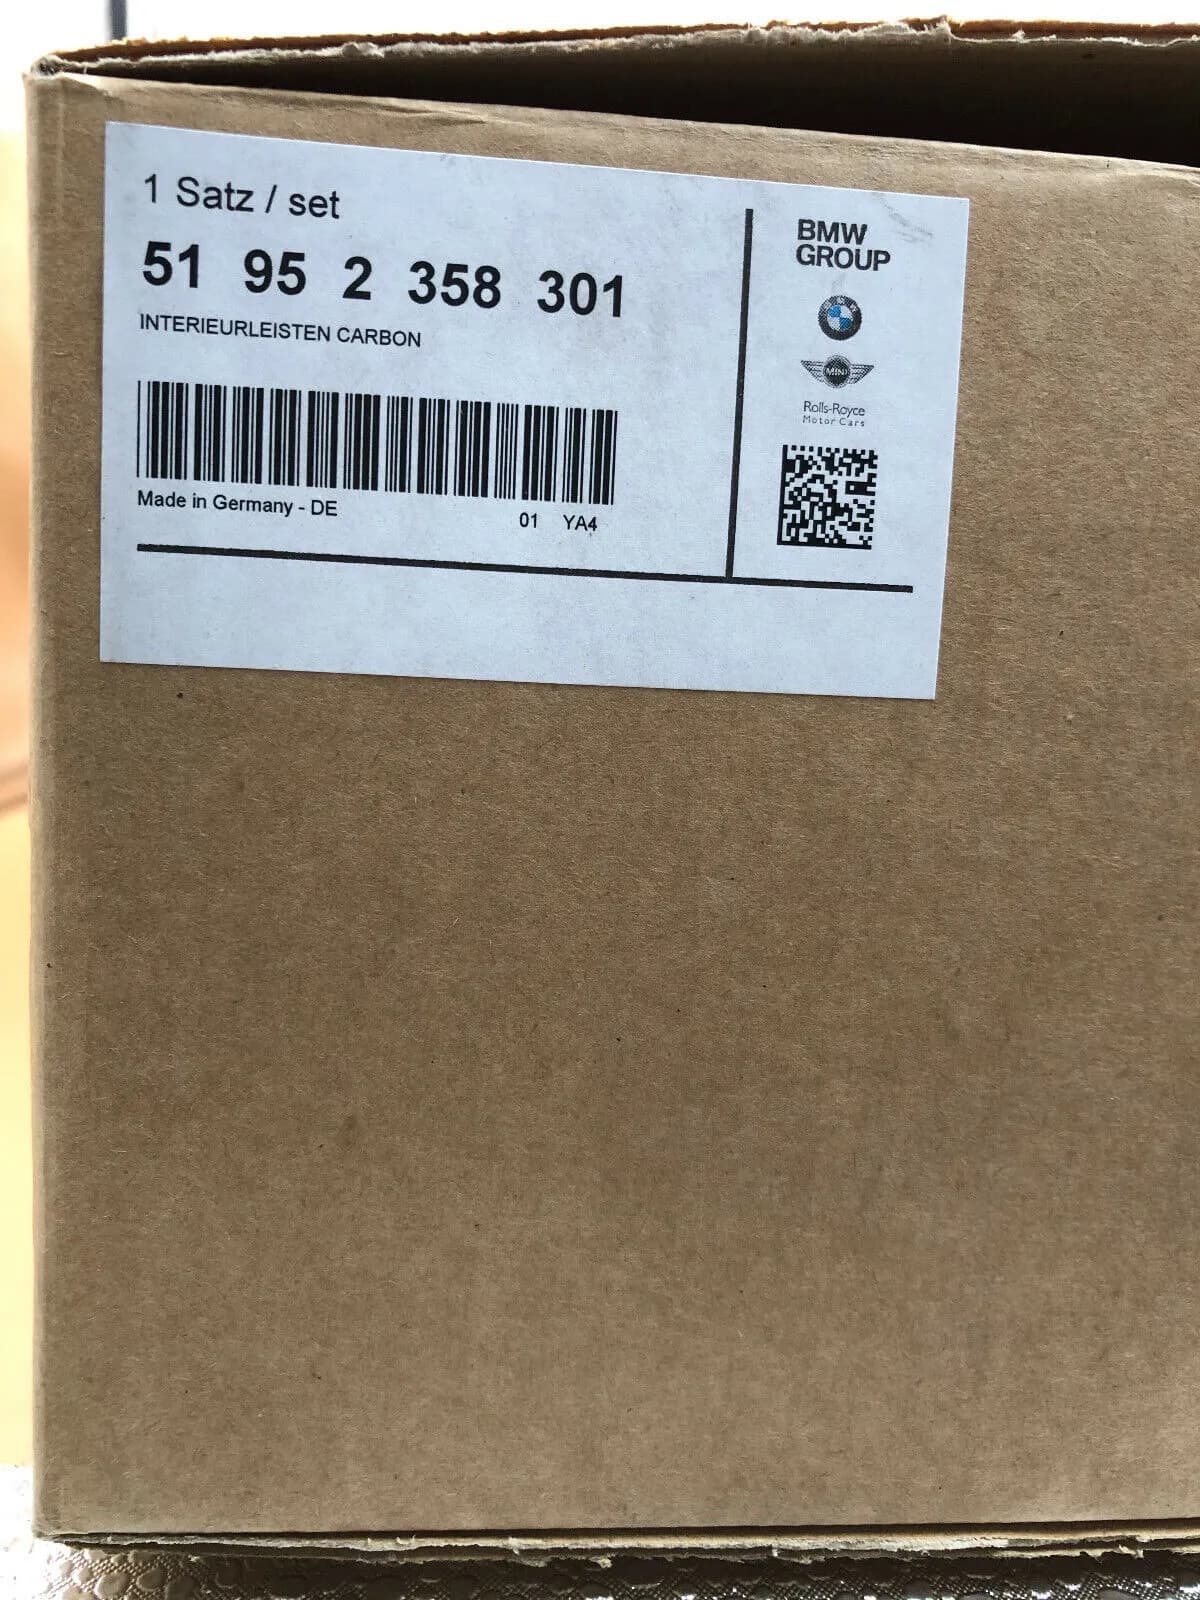 1 Satz / set
51 95 2 358 301
INTERIEURLEISTEN CARBON
Made in Germany - DE
01 YA4
BMW
GROUP
MINI
Rolls-Royce
Motor Cars